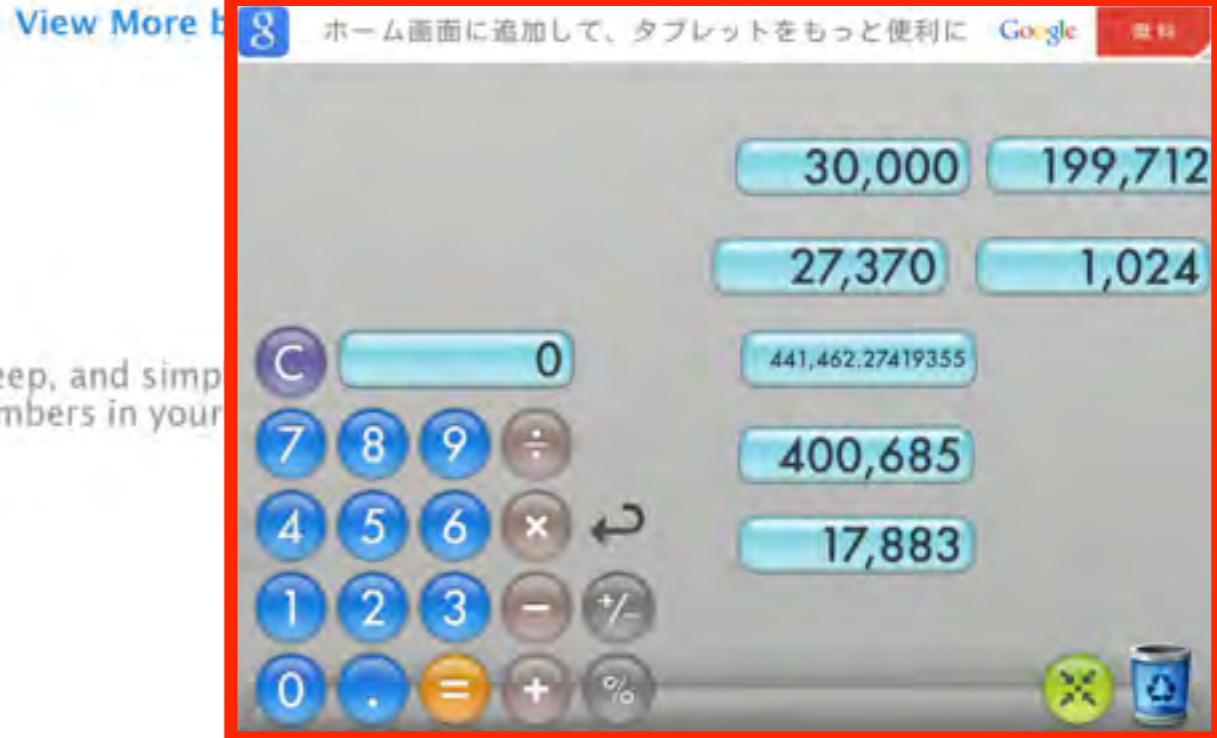 View More b
8 ホーム画面に追加して、タブレットをもっと便利に Google 無料
30,000 199,712
27,370 1,024
C 0 441,462.27419355
eep, and simp
mbers in your
7 8 9 ÷ 400,685
4 5 6 × 17,883
1 2 3 − +/−
0 . = + %